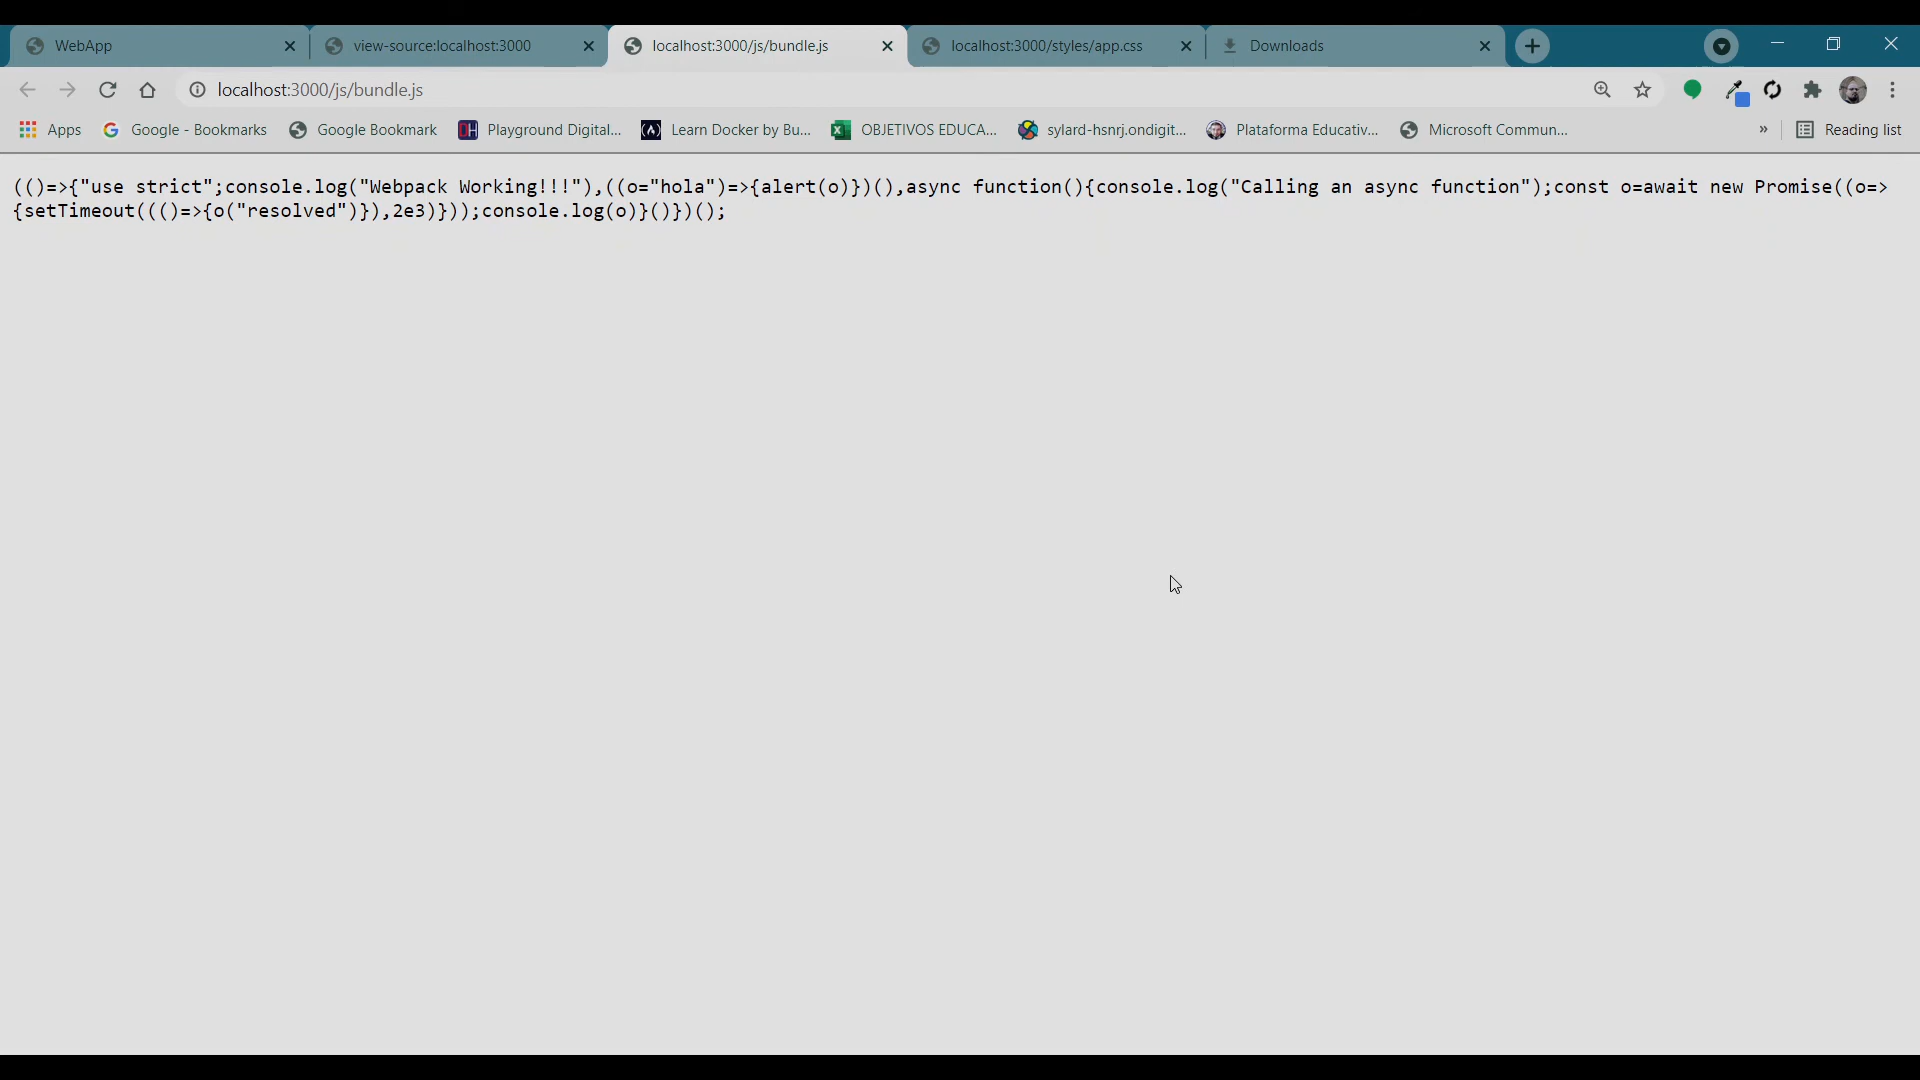 WebApp
view-source:localhost:3000
localhost:3000/js/bundle.js
localhost:3000/styles/app.css
Downloads
localhost:3000/js/bundle.js
Apps
Google - Bookmarks
Google Bookmark
Playground Digital...
Learn Docker by Bu...
OBJETIVOS EDUCA...
sylard-hsnrj.ondigit...
Plataforma Educativ...
Microsoft Commun...
»
Reading list
(()=>{"use strict";console.log("Webpack Working!!!"),((o="hola")=>{alert(o)})(),async function(){console.log("Calling an async function");const o=await new Promise((o=>
{setTimeout((()=>{o("resolved")}),2e3)}));console.log(o)}()})();